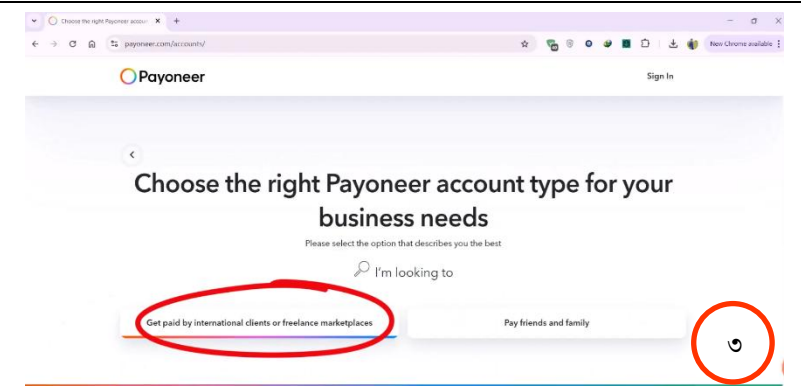 Choose the right Payoneer accour
payoneer.com/accounts/
New Chrome available
Payoneer
Sign In
Choose the right Payoneer account type for your
business needs
Please select the option that describes you the best
I'm looking to
Get paid by international clients or freelance marketplaces
Pay friends and family
৩